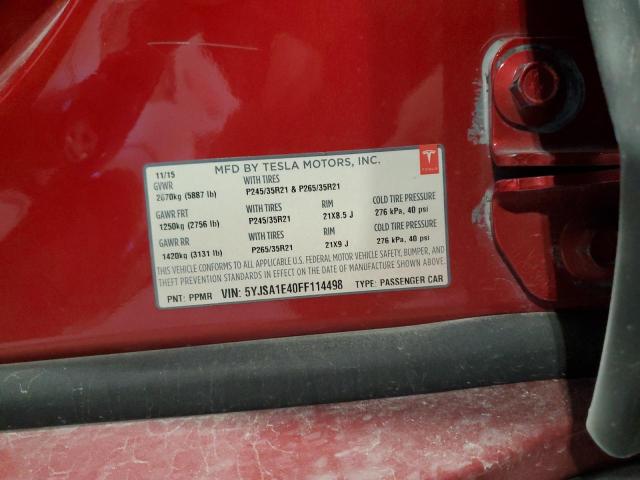 MFD BY TESLA MOTORS, INC.
TESLA
11/15
GVWR WITH TIRES
2670kg (5887 lb) P245/35R21 & P265/35R21
GAWR FRT WITH TIRES RIM COLD TIRE PRESSURE
1250kg (2756 lb) P245/35R21 21X8.5 J 276 kPa, 40 psi
GAWR RR WITH TIRES RIM COLD TIRE PRESSURE
1420kg (3131 lb) P265/35R21 21X9 J 276 kPa, 40 psi
THIS VEHICLE CONFORMS TO ALL APPLICABLE U.S. FEDERAL MOTOR VEHICLE SAFETY, BUMPER, AND
THEFT PREVENTION STANDARDS IN EFFECT ON THE DATE OF MANUFACTURE SHOWN ABOVE.
PNT: PPMR VIN: 5YJSA1E40FF114498 TYPE: PASSENGER CAR